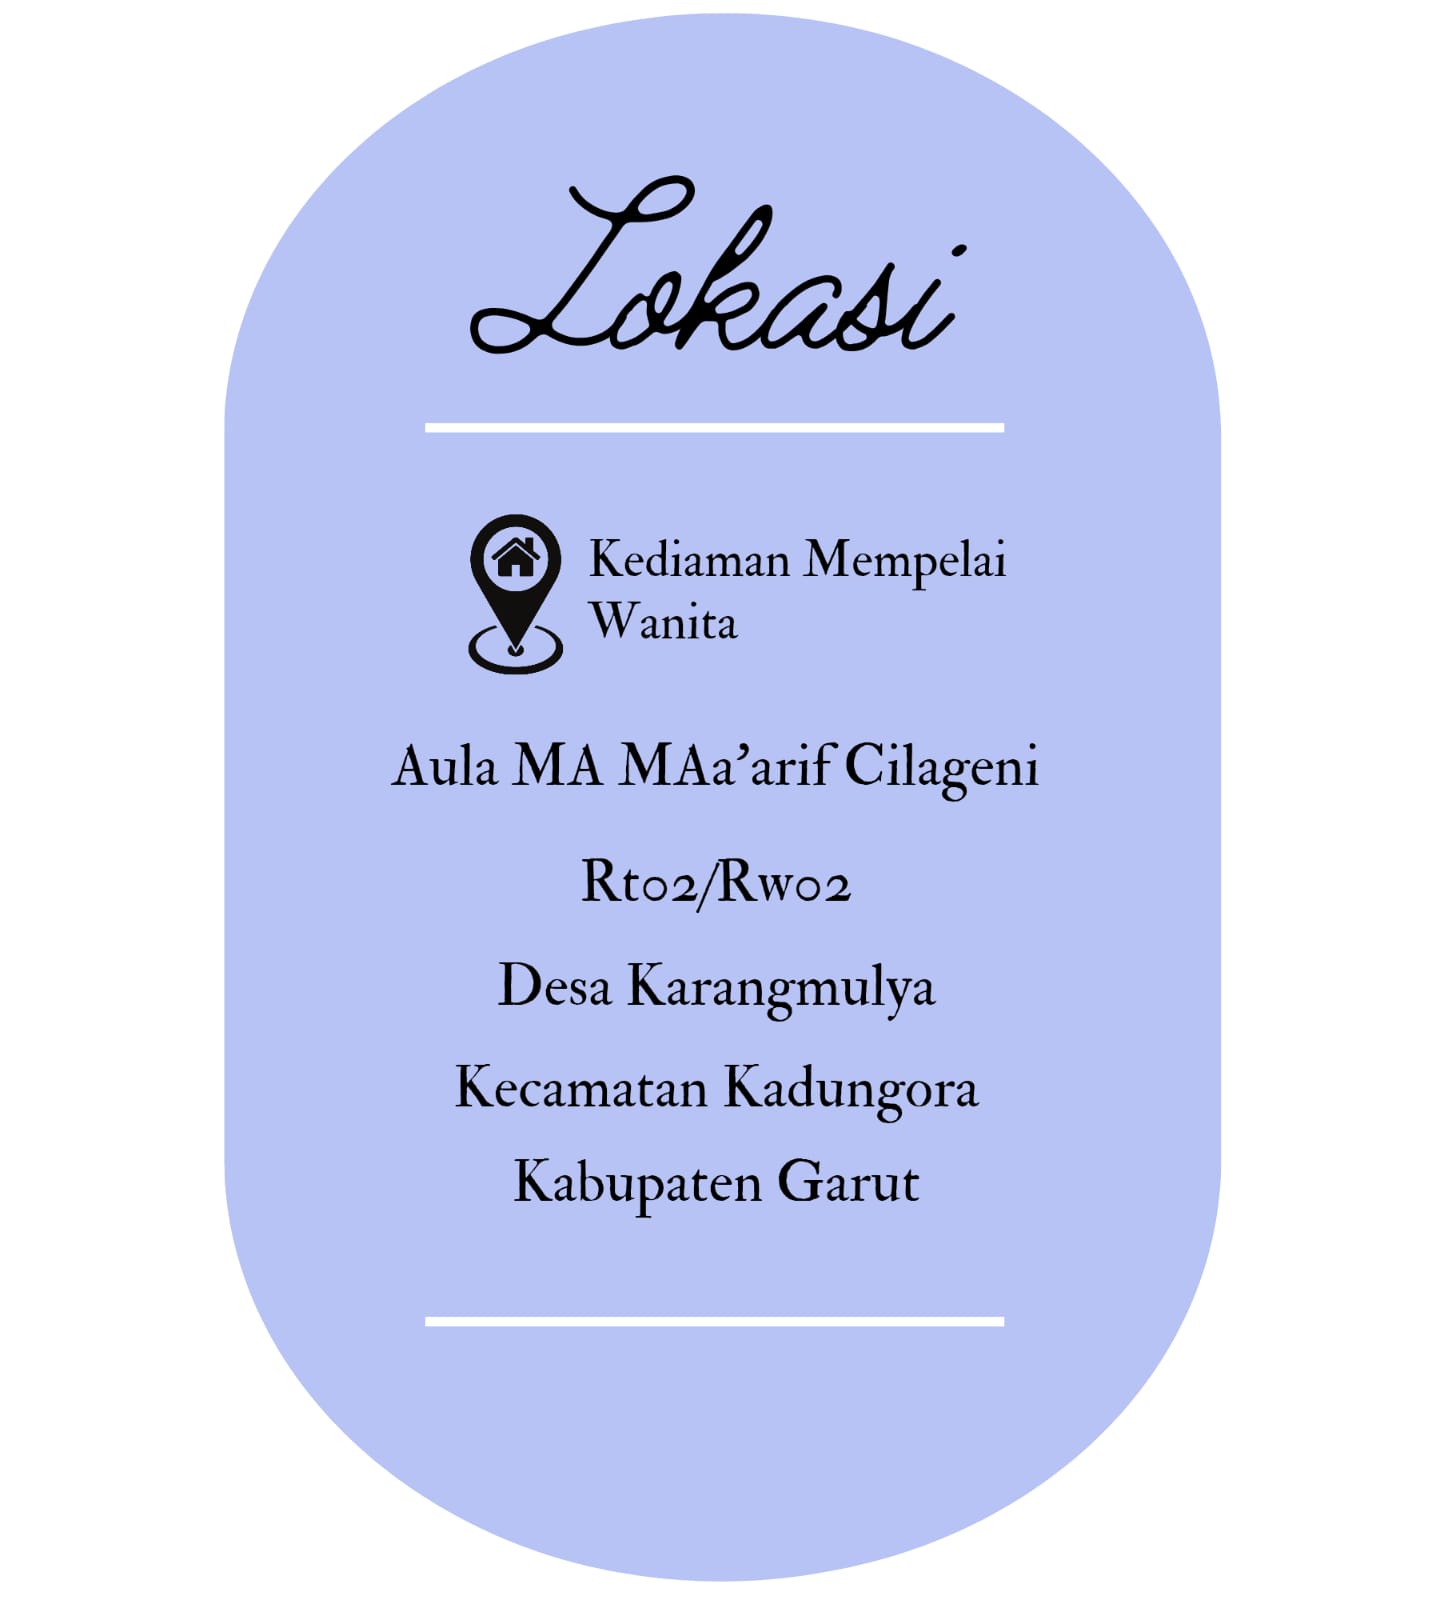 Lokasi
Kediaman Mempelai
Wanita
Aula MA MAa’arif Cilageni
Rt02/Rw02
Desa Karangmulya
Kecamatan Kadungora
Kabupaten Garut